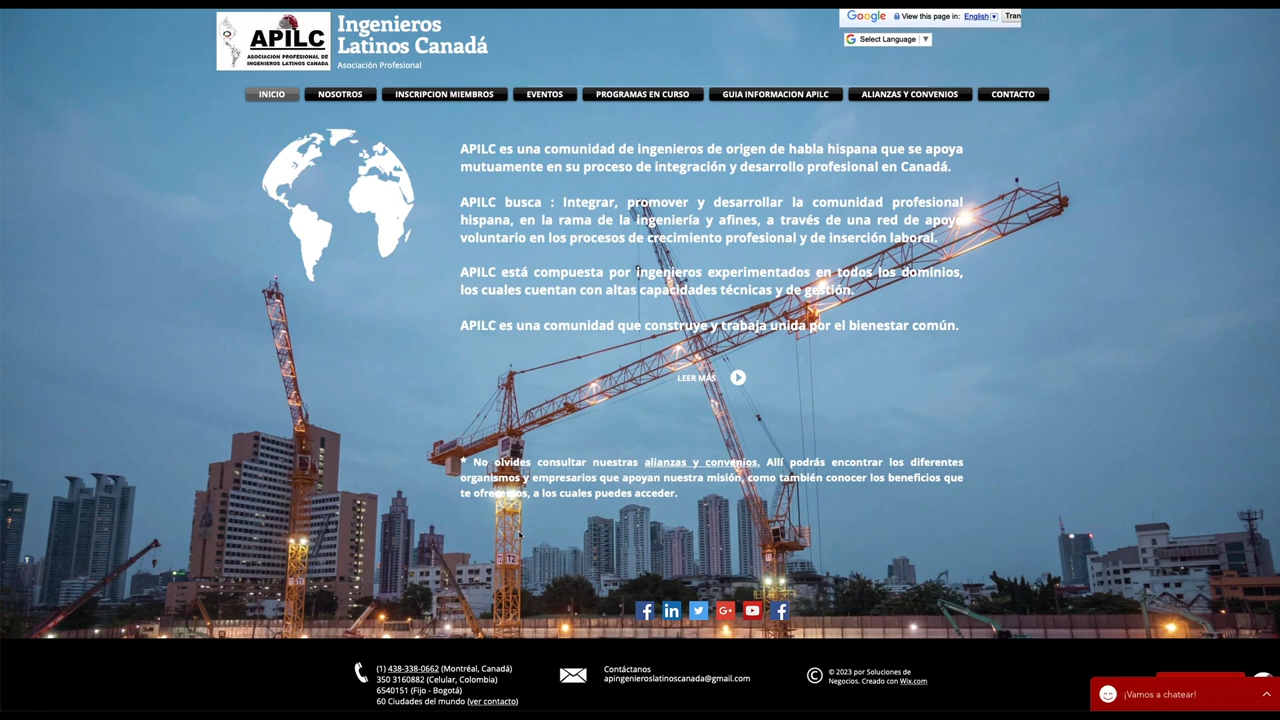 APILC
ASOCIACION PROFESIONAL DE
INGENIEROS LATINOS CANADA
Ingenieros
Latinos Canadá
Asociación Profesional
Google View this page in: English Tran
Select Language
INICIO NOSOTROS INSCRIPCION MIEMBROS EVENTOS PROGRAMAS EN CURSO GUIA INFORMACION APILC ALIANZAS Y CONVENIOS CONTACTO
APILC es una comunidad de ingenieros de origen de habla hispana que se apoya
mutuamente en su proceso de integración y desarrollo profesional en Canadá.
APILC busca : Integrar, promover y desarrollar la comunidad profesional
hispana, en la rama de la ingeniería y afines, a través de una red de apoyo
voluntario en los procesos de crecimiento profesional y de inserción laboral.
APILC está compuesta por ingenieros experimentados en todos los dominios,
los cuales cuentan con altas capacidades técnicas y de gestión.
APILC es una comunidad que construye y trabaja unida por el bienestar común.
LEER MÁS
* No olvides consultar nuestras alianzas y convenios. Allí podrás encontrar los diferentes
organismos y empresarios que apoyan nuestra misión, como también conocer los beneficios que
te ofrecemos, a los cuales puedes acceder.
T2
(1) 438-338-0662 (Montréal, Canadá)
350 3160882 (Celular, Colombia)
6540151 (Fijo - Bogotá)
60 Ciudades del mundo (ver contacto)
Contáctanos
apingenieroslatinoscanada@gmail.com
© 2023 por Soluciones de
Negocios. Creado con Wix.com
¡Vamos a chatear!